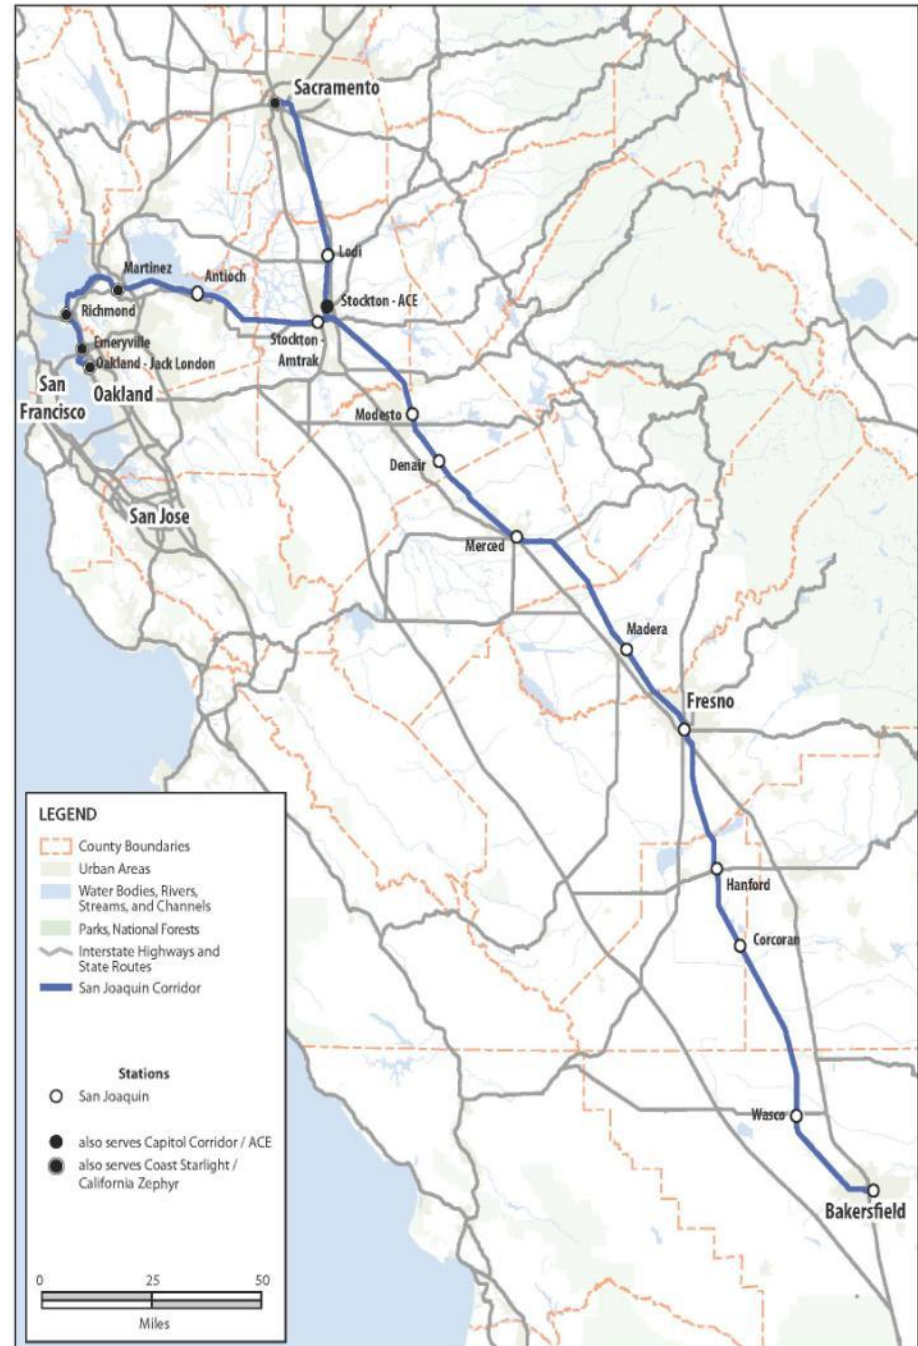 Sacramento
Lodi
Martinez
Antioch
Stockton - ACE
Richmond
Stockton -
Amtrak
Emeryville
Oakland - Jack London
San
Francisco
Oakland
Modesto
Denair
San Jose
Merced
Madera
Fresno
Hanford
Corcoran
Wasco
Bakersfield
LEGEND
County Boundaries
Urban Areas
Water Bodies, Rivers,
Streams, and Channels
Parks, National Forests
Interstate Highways and
State Routes
San Joaquin Corridor
Stations
San Joaquin
also serves Capitol Corridor / ACE
also serves Coast Starlight /
California Zephyr
0 25 50
Miles